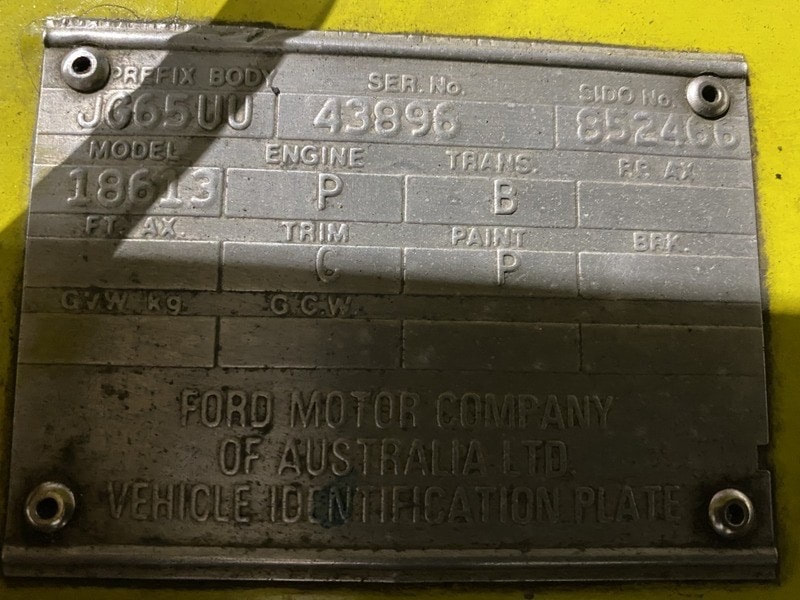 PREFIX BODY SER. No. SIDO No.
JG65UU 43896 852466
MODEL ENGINE TRANS. RR AX
18613 P B
FT. AX. TRIM PAINT BRK.
G P
G.V.W. kg G.C.W.
FORD MOTOR COMPANY
OF AUSTRALIA LTD.
VEHICLE IDENTIFICATION PLATE